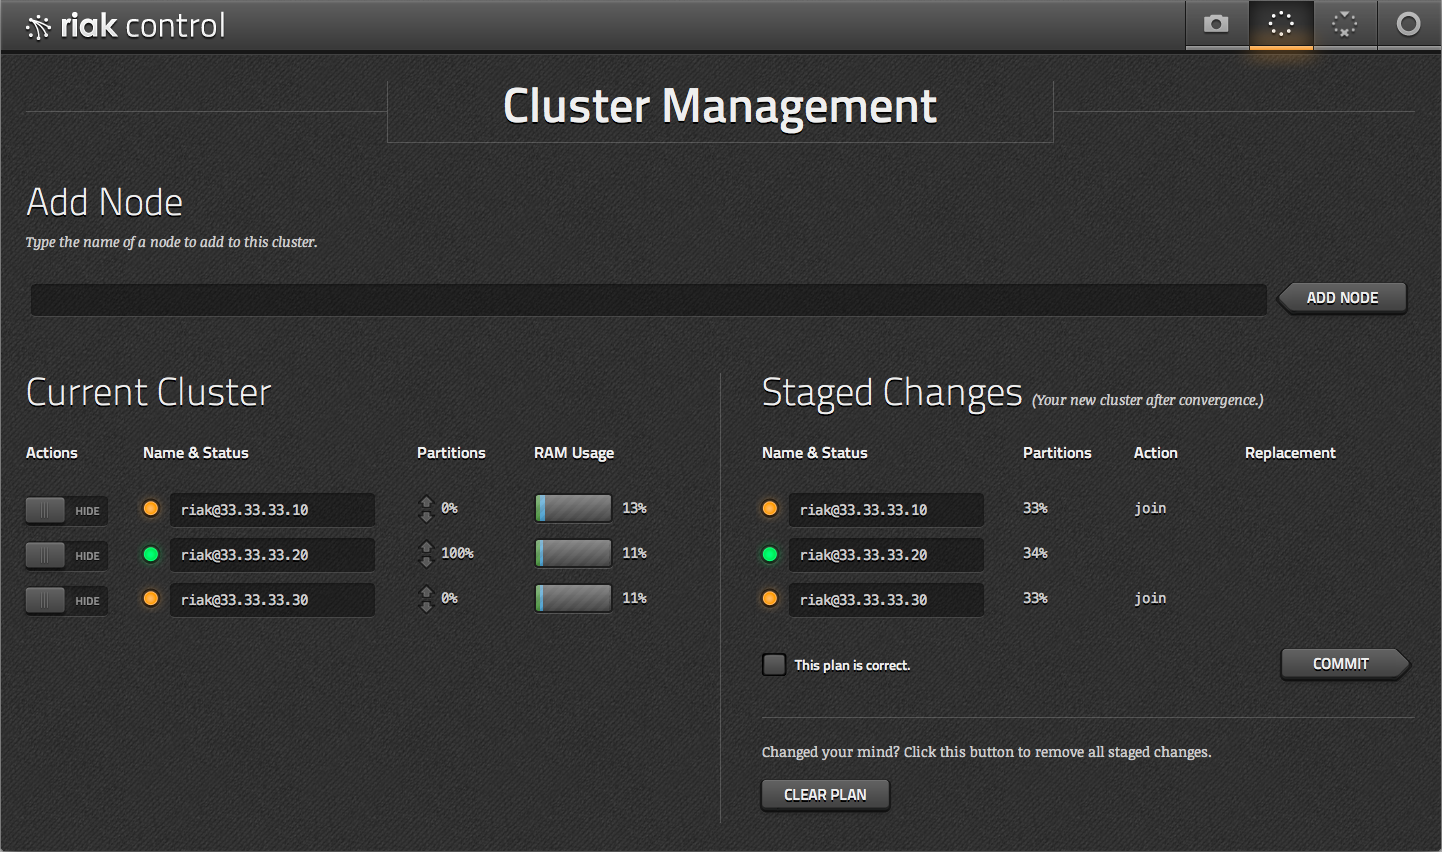 riak control
Cluster Management
Add Node
Type the name of a node to add to this cluster.
ADD NODE
Current Cluster
Actions Name & Status Partitions RAM Usage
HIDE riak@33.33.33.10 0% 13%
HIDE riak@33.33.33.20 100% 11%
HIDE riak@33.33.33.30 0% 11%
Staged Changes (Your new cluster after convergence.)
Name & Status Partitions Action Replacement
riak@33.33.33.10 33% join
riak@33.33.33.20 34%
riak@33.33.33.30 33% join
This plan is correct. COMMIT
Changed your mind? Click this button to remove all staged changes.
CLEAR PLAN